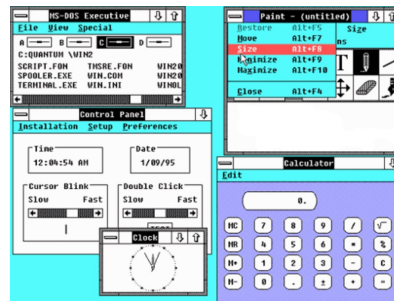 MS-DOS Executive
File View Special
A B C D
C:QUANTUM \WIN2
SCRIPT.FON THSRE.FON WIN20
SPOOLER.EXE WIN.COM WIN20
TERMINAL.EXE WIN.INI WINOL
Paint - (untitled)
Restore Alt+F5
Move Alt+F7
Size Alt+F8
Minimize Alt+F9
Maximize Alt+F10
Close Alt+F4
Size
ns
T
Control Panel
Installation Setup Preferences
Time
12:04:54 AM
Date
1/09/95
Cursor Blink
Slow Fast
Double Click
Slow Fast
Clock
Calculator
Edit
0.
MC 7 8 9 / √
MR 4 5 6 * %
M+ 1 2 3 - C
M- 0 . ± + =